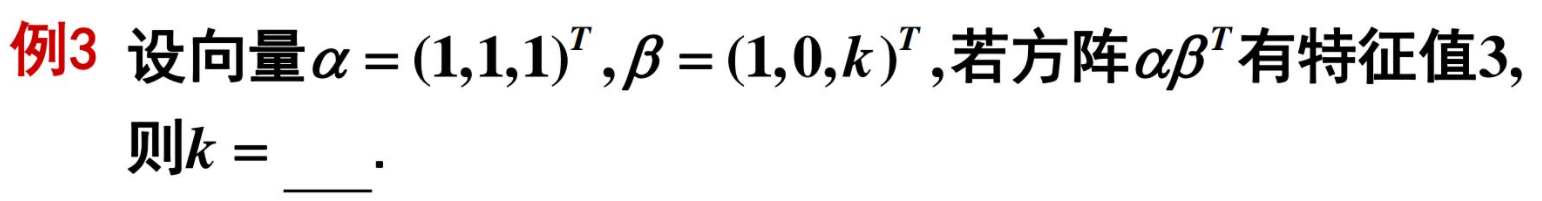 例3 设向量α = (1,1,1)^T, β = (1,0,k)^T, 若方阵αβ^T有特征值3,
则k = ___.